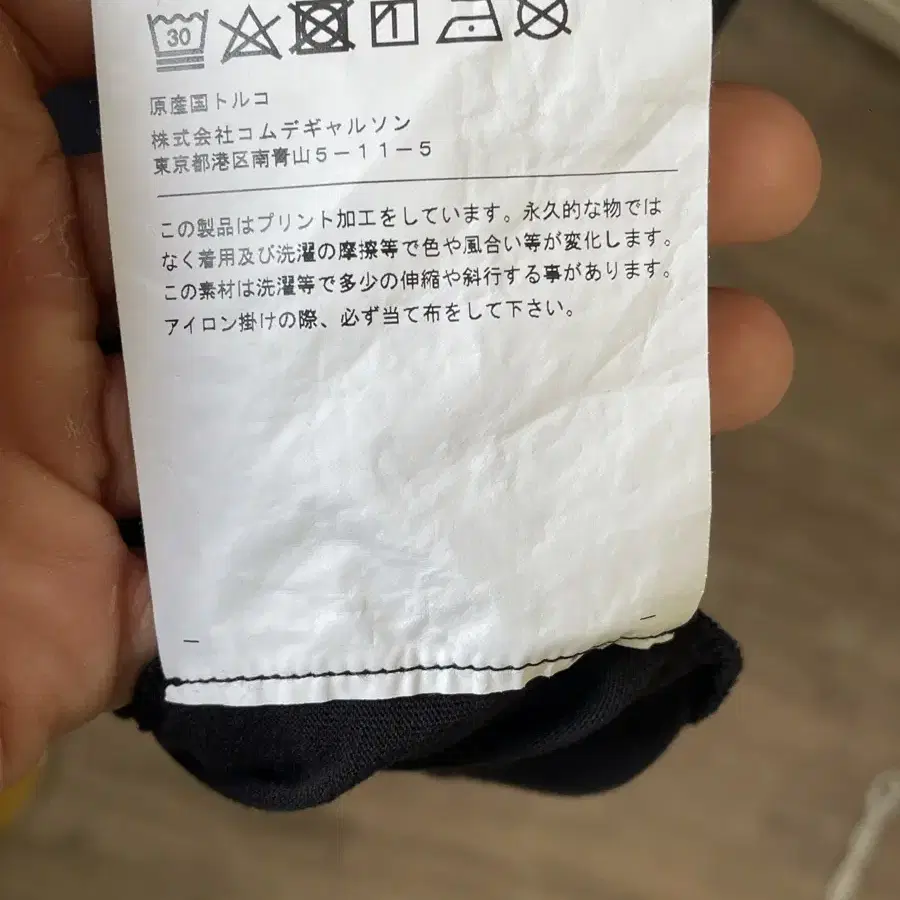 30
原産国トルコ
株式会社コムデギャルソン
東京都港区南青山5-11-5
この製品はプリント加工をしています。永久的な物では
なく着用及び洗濯の摩擦等で色や風合い等が変化します。
この素材は洗濯等で多少の伸縮や斜行する事があります。
アイロン掛けの際、必ず当て布をして下さい。